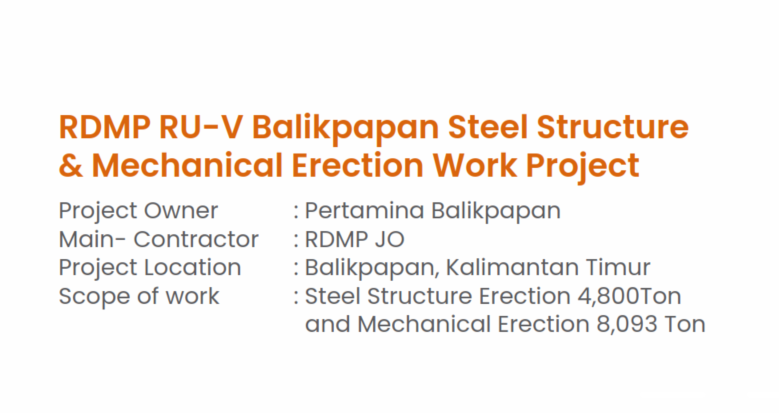 RDMP RU-V Balikpapan Steel Structure
& Mechanical Erection Work Project
Project Owner : Pertamina Balikpapan
Main- Contractor : RDMP JO
Project Location : Balikpapan, Kalimantan Timur
Scope of work : Steel Structure Erection 4,800Ton
and Mechanical Erection 8,093 Ton